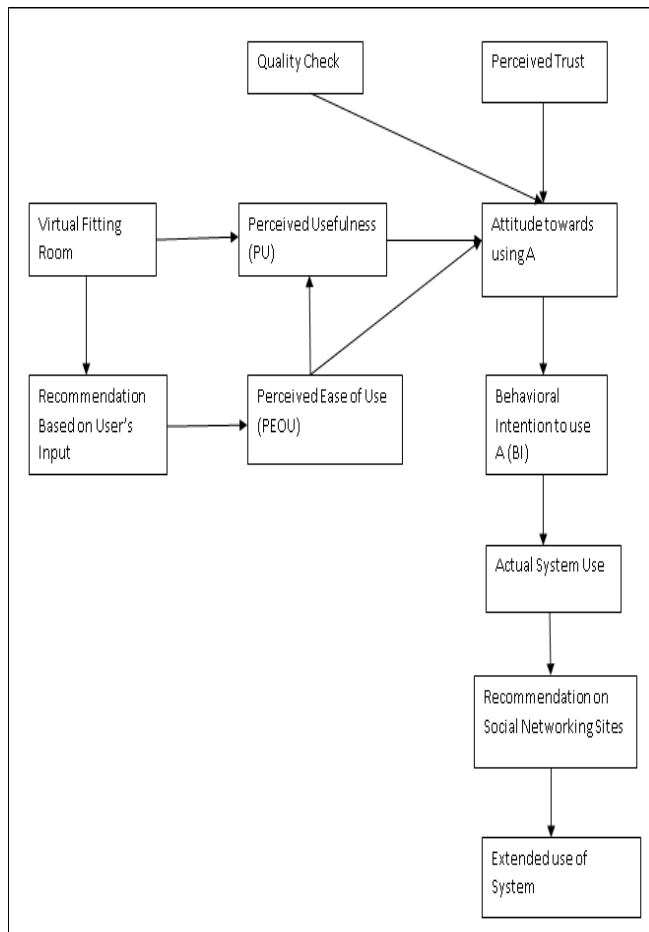 Quality Check
Perceived Trust
Virtual Fitting
Room
Perceived Usefulness
(PU)
Attitude towards
using A
Recommendation
Based on User's
Input
Perceived Ease of Use
(PEOU)
Behavioral
Intention to use
A (BI)
Actual System Use
Recommendation on
Social Networking Sites
Extended use of
System